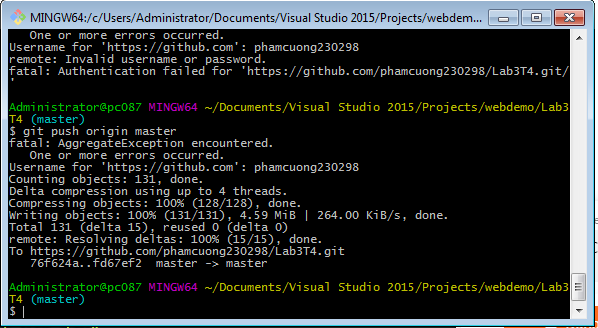 MINGW64:/c/Users/Administrator/Documents/Visual Studio 2015/Projects/webdemo...
One or more errors occurred.
Username for 'https://github.com': phamcuong230298
remote: Invalid username or password.
fatal: Authentication failed for 'https://github.com/phamcuong230298/Lab3T4.git/
'
Administrator@pc087 MINGW64 ~/Documents/Visual Studio 2015/Projects/webdemo/Lab3
T4 (master)
$ git push origin master
fatal: AggregateException encountered.
One or more errors occurred.
Username for 'https://github.com': phamcuong230298
Counting objects: 131, done.
Delta compression using up to 4 threads.
Compressing objects: 100% (128/128), done.
Writing objects: 100% (131/131), 4.59 MiB | 264.00 KiB/s, done.
Total 131 (delta 15), reused 0 (delta 0)
remote: Resolving deltas: 100% (15/15), done.
To https://github.com/phamcuong230298/Lab3T4.git
76f624a..fd67ef2 master -> master
Administrator@pc087 MINGW64 ~/Documents/Visual Studio 2015/Projects/webdemo/Lab3
T4 (master)
$